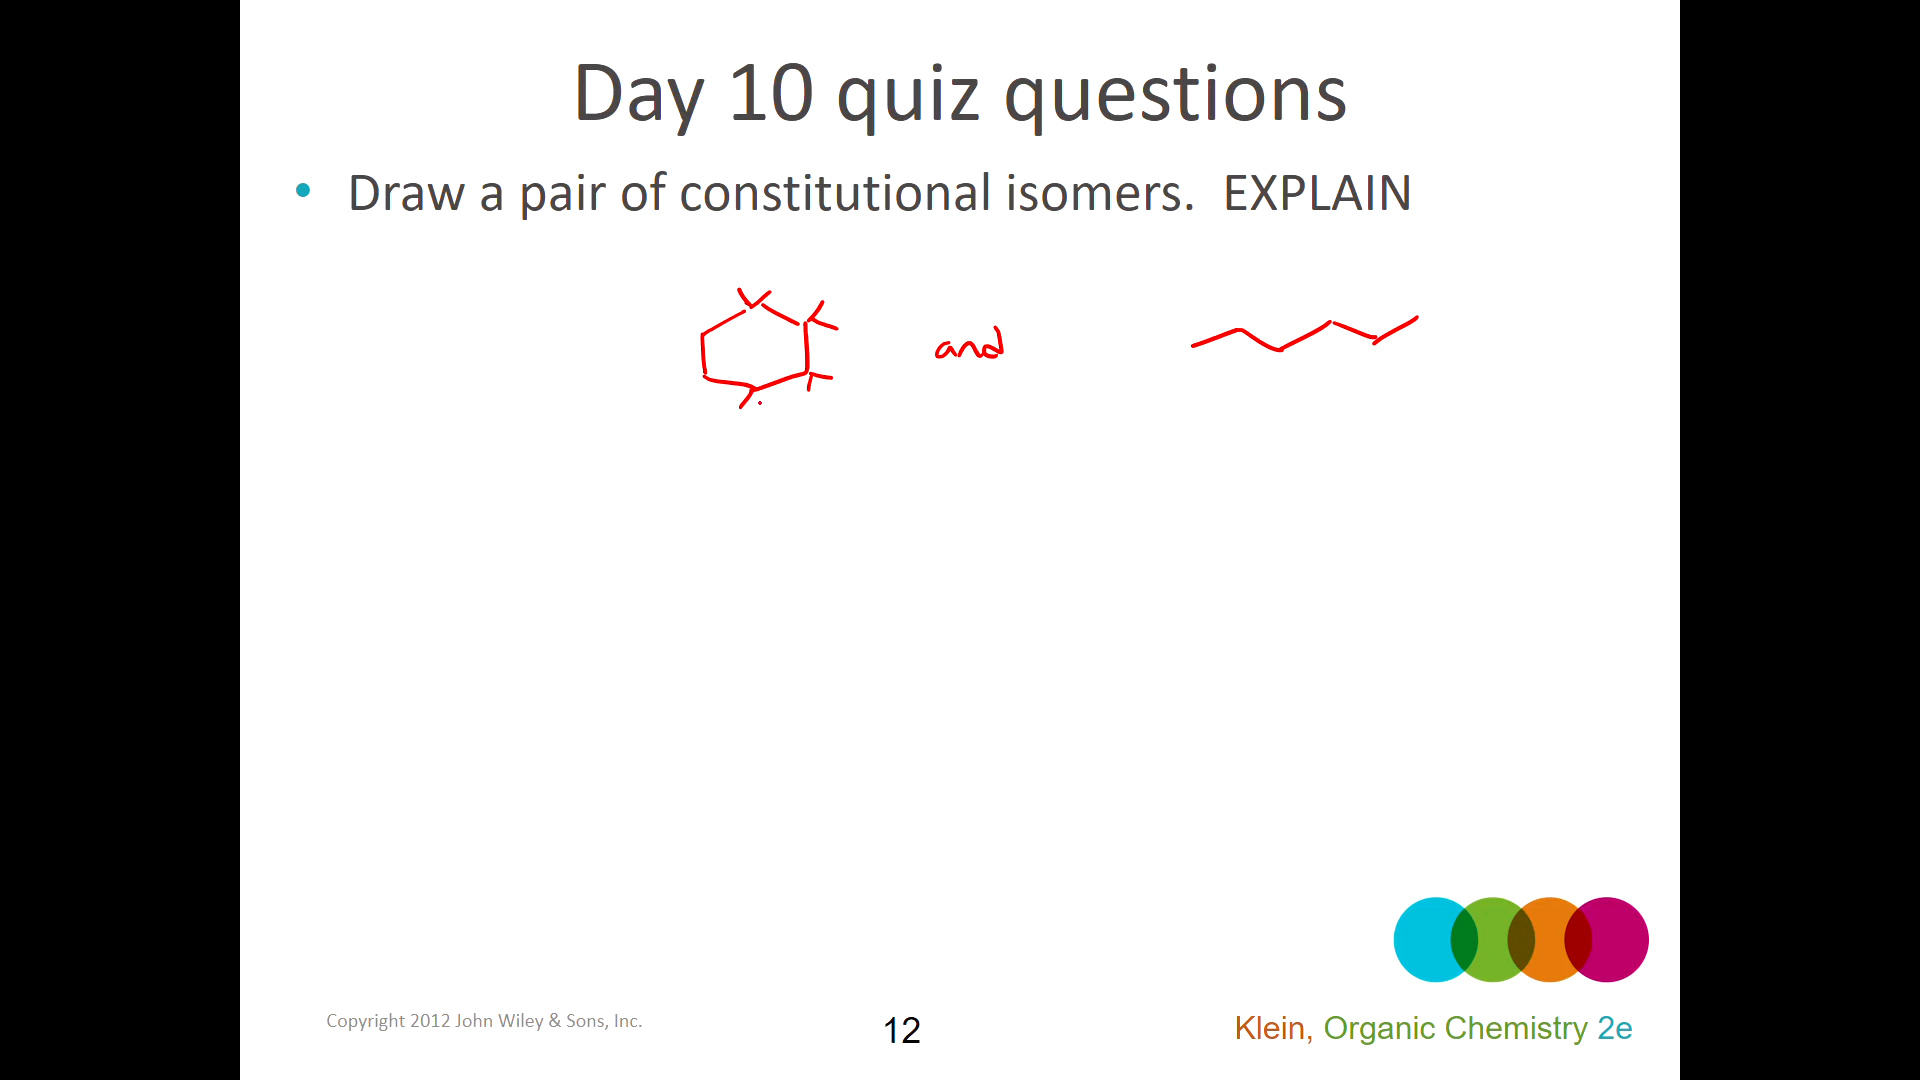 Day 10 quiz questions
• Draw a pair of constitutional isomers. EXPLAIN
and
Copyright 2012 John Wiley & Sons, Inc.
12
Klein, Organic Chemistry 2e